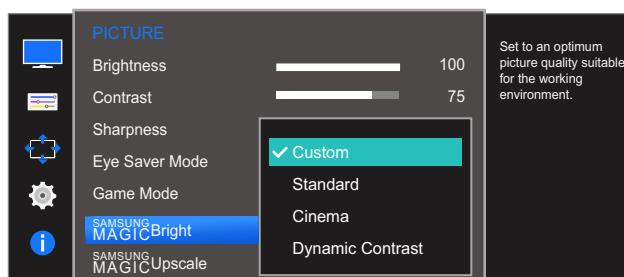 PICTURE
Brightness 100
Contrast 75
Sharpness
Eye Saver Mode
Game Mode
SAMSUNG
MAGICBright
SAMSUNG
MAGICUpscale
Custom
Standard
Cinema
Dynamic Contrast
Set to an optimum
picture quality suitable
for the working
environment.